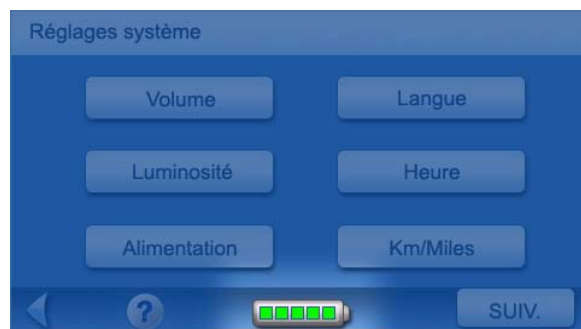 Réglages système
Volume
Langue
Luminosité
Heure
Alimentation
Km/Miles
?
SUIV.